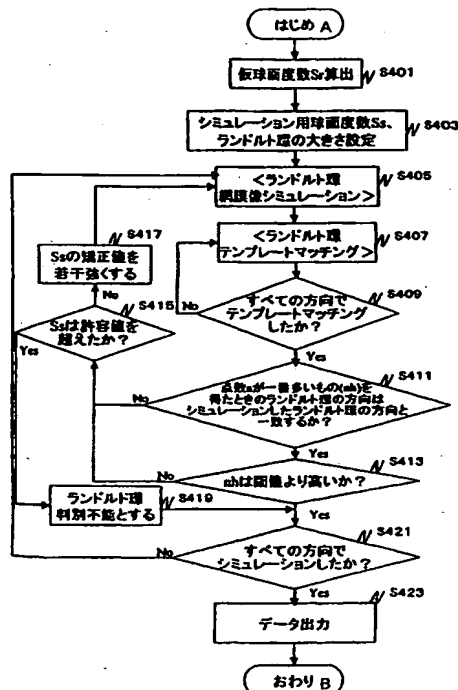 はじめ A
仮球面度数Sr算出
S401
シミュレーション用球面度数Ss、
ランドルト環の大きさ設定
S403
<ランドルト環
網膜像シミュレーション>
S405
<ランドルト環
テンプレートマッチング>
S407
すべての方向で
テンプレートマッチング
したか?
S409
No
Yes
Ssの矯正値を
若干強くする
S417
No
Ssは許容値を
超えたか?
S415
Yes
点数nが一番多いもの(nh)を
得たときのランドルト環の方向は
シミュレーションしたランドルト環の方向と
一致するか?
S411
No
Yes
nhは閾値より高いか?
S413
No
Yes
ランドルド環
判別不能とする
S419
すべての方向で
シミュレーションしたか?
S421
No
Yes
データ出力
S423
おわり B